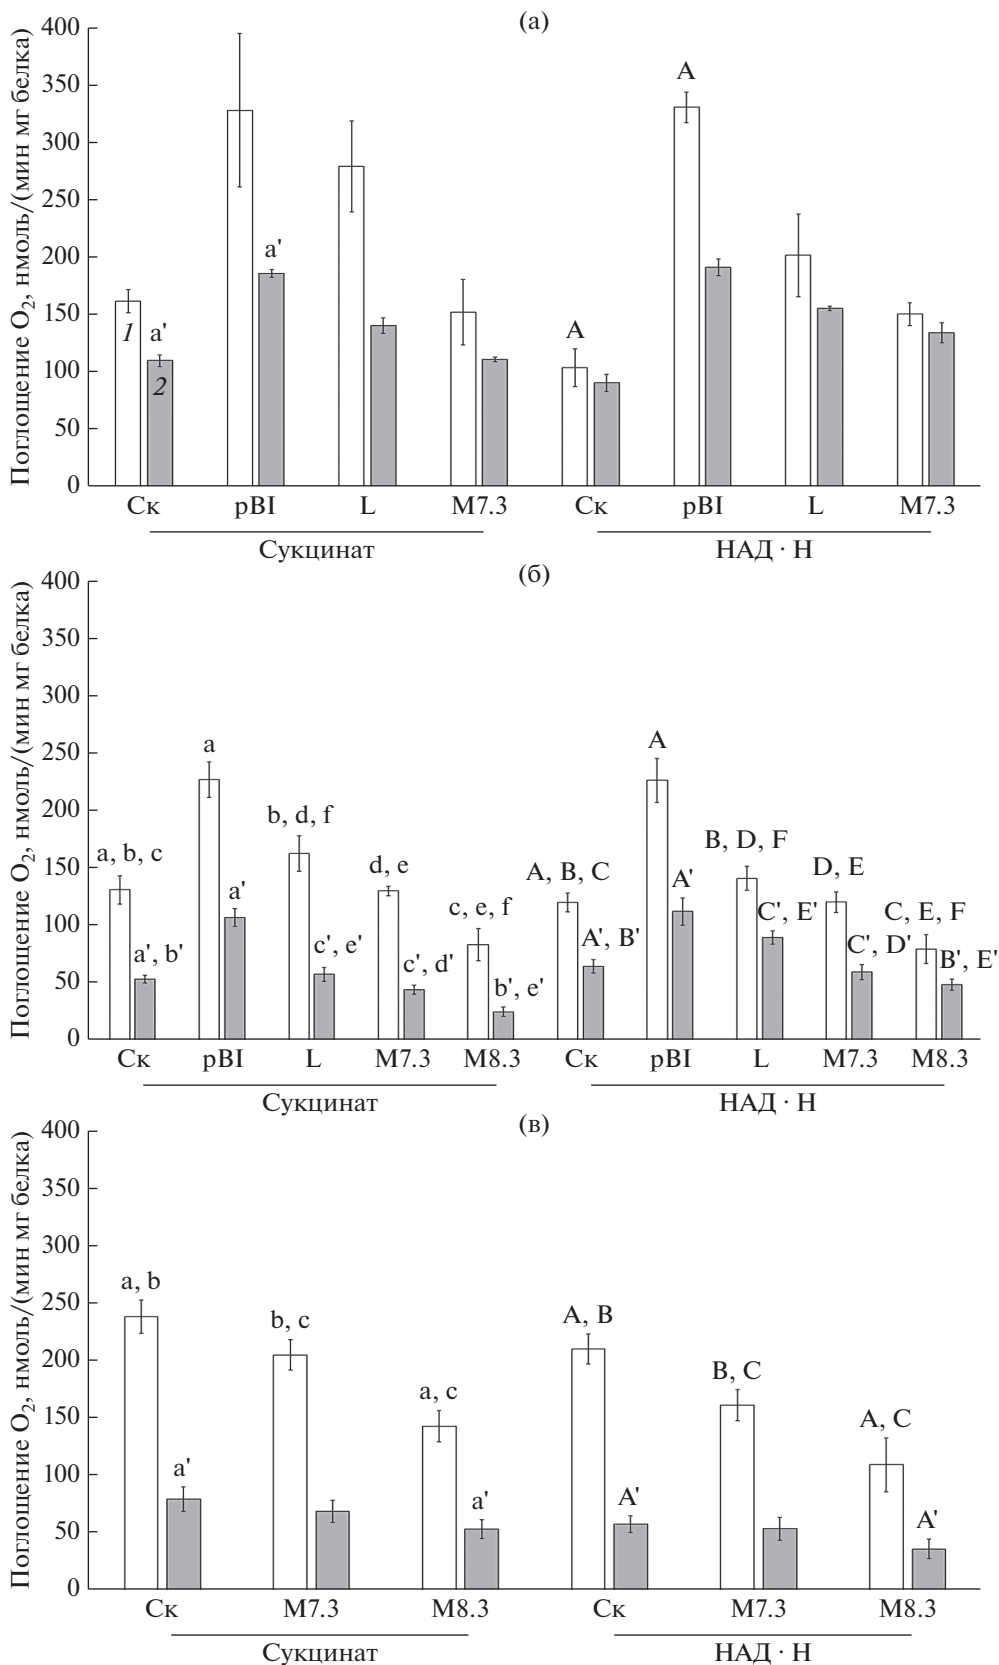 (а)
Поглощение O₂, нмоль/(мин мг белка)
400
350
300
250
200
150
100
50
0
A
a'
A
1 a'
2
Ск pBI L M7.3 Ск pBI L M7.3
Сукцинат НАД · Н
(б)
Поглощение O₂, нмоль/(мин мг белка)
400
350
300
250
200
150
100
50
0
a A
b, d, f B, D, F
a, b, c d, e A, B, C D, E
a' c, e, f A' C', E' C, E, F
a', b' c', e' c', d' b', e' A', B' C', D' B', E'
Ск pBI L M7.3 M8.3 Ск pBI L M7.3 M8.3
Сукцинат НАД · Н
(в)
Поглощение O₂, нмоль/(мин мг белка)
400
350
300
250
200
150
100
50
0
a, b b, c a, c A, B B, C A, C
a' a' A' A'
Ск M7.3 M8.3 Ск M7.3 M8.3
Сукцинат НАД · Н